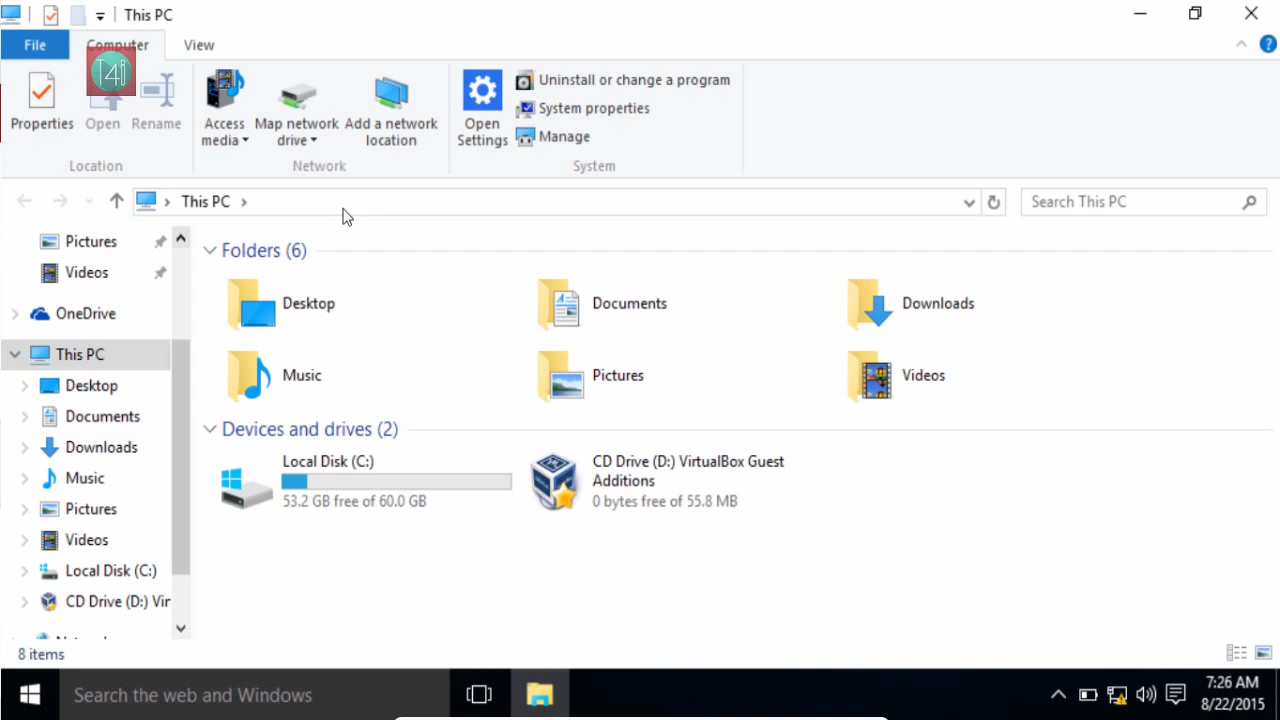 This PC
File
Computer
View
T4i
Properties
Open
Rename
Access media
Map network drive
Add a network location
Open Settings
Uninstall or change a program
System properties
Manage
Location
Network
System
This PC
Search This PC
Pictures
Videos
OneDrive
This PC
Desktop
Documents
Downloads
Music
Pictures
Videos
Local Disk (C:)
CD Drive (D:) Vir
Folders (6)
Desktop
Documents
Downloads
Music
Pictures
Videos
Devices and drives (2)
Local Disk (C:)
53.2 GB free of 60.0 GB
CD Drive (D:) VirtualBox Guest
Additions
0 bytes free of 55.8 MB
8 items
Search the web and Windows
7:26 AM
8/22/2015